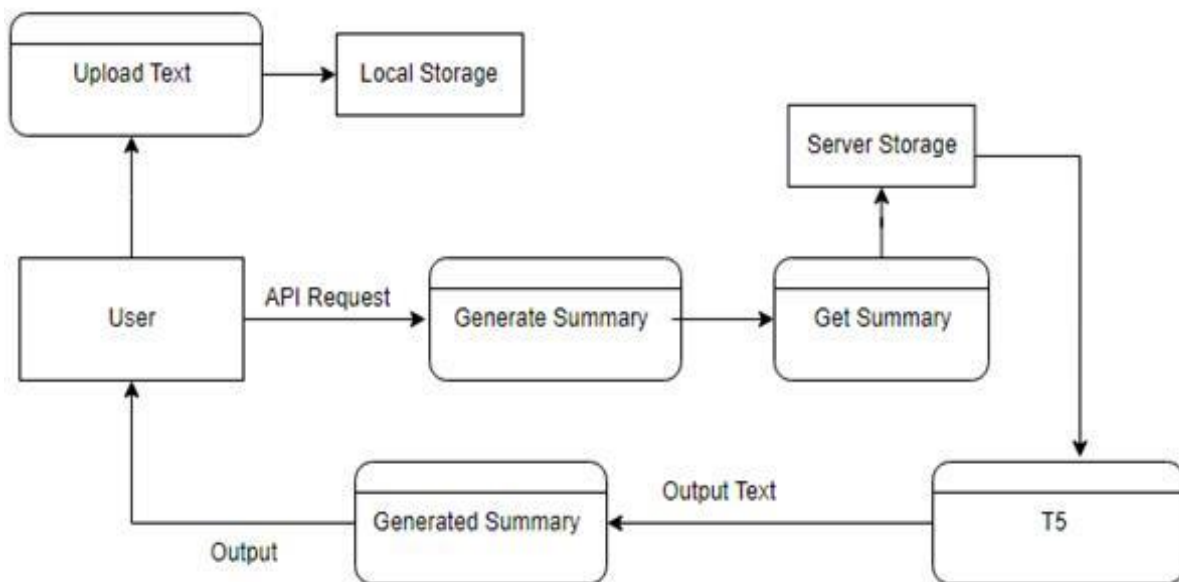 Upload Text
Local Storage
Server Storage
User
API Request
Generate Summary
Get Summary
Output Text
Generated Summary
T5
Output